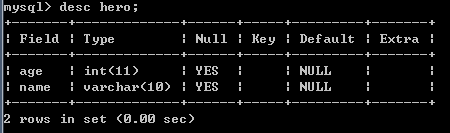 mysql> desc hero;
+-------+-------------+------+-----+---------+-------+
| Field | Type        | Null | Key | Default | Extra |
+-------+-------------+------+-----+---------+-------+
| age   | int(11)     | YES  |     | NULL    |       |
| name  | varchar(10) | YES  |     | NULL    |       |
+-------+-------------+------+-----+---------+-------+
2 rows in set (0.00 sec)